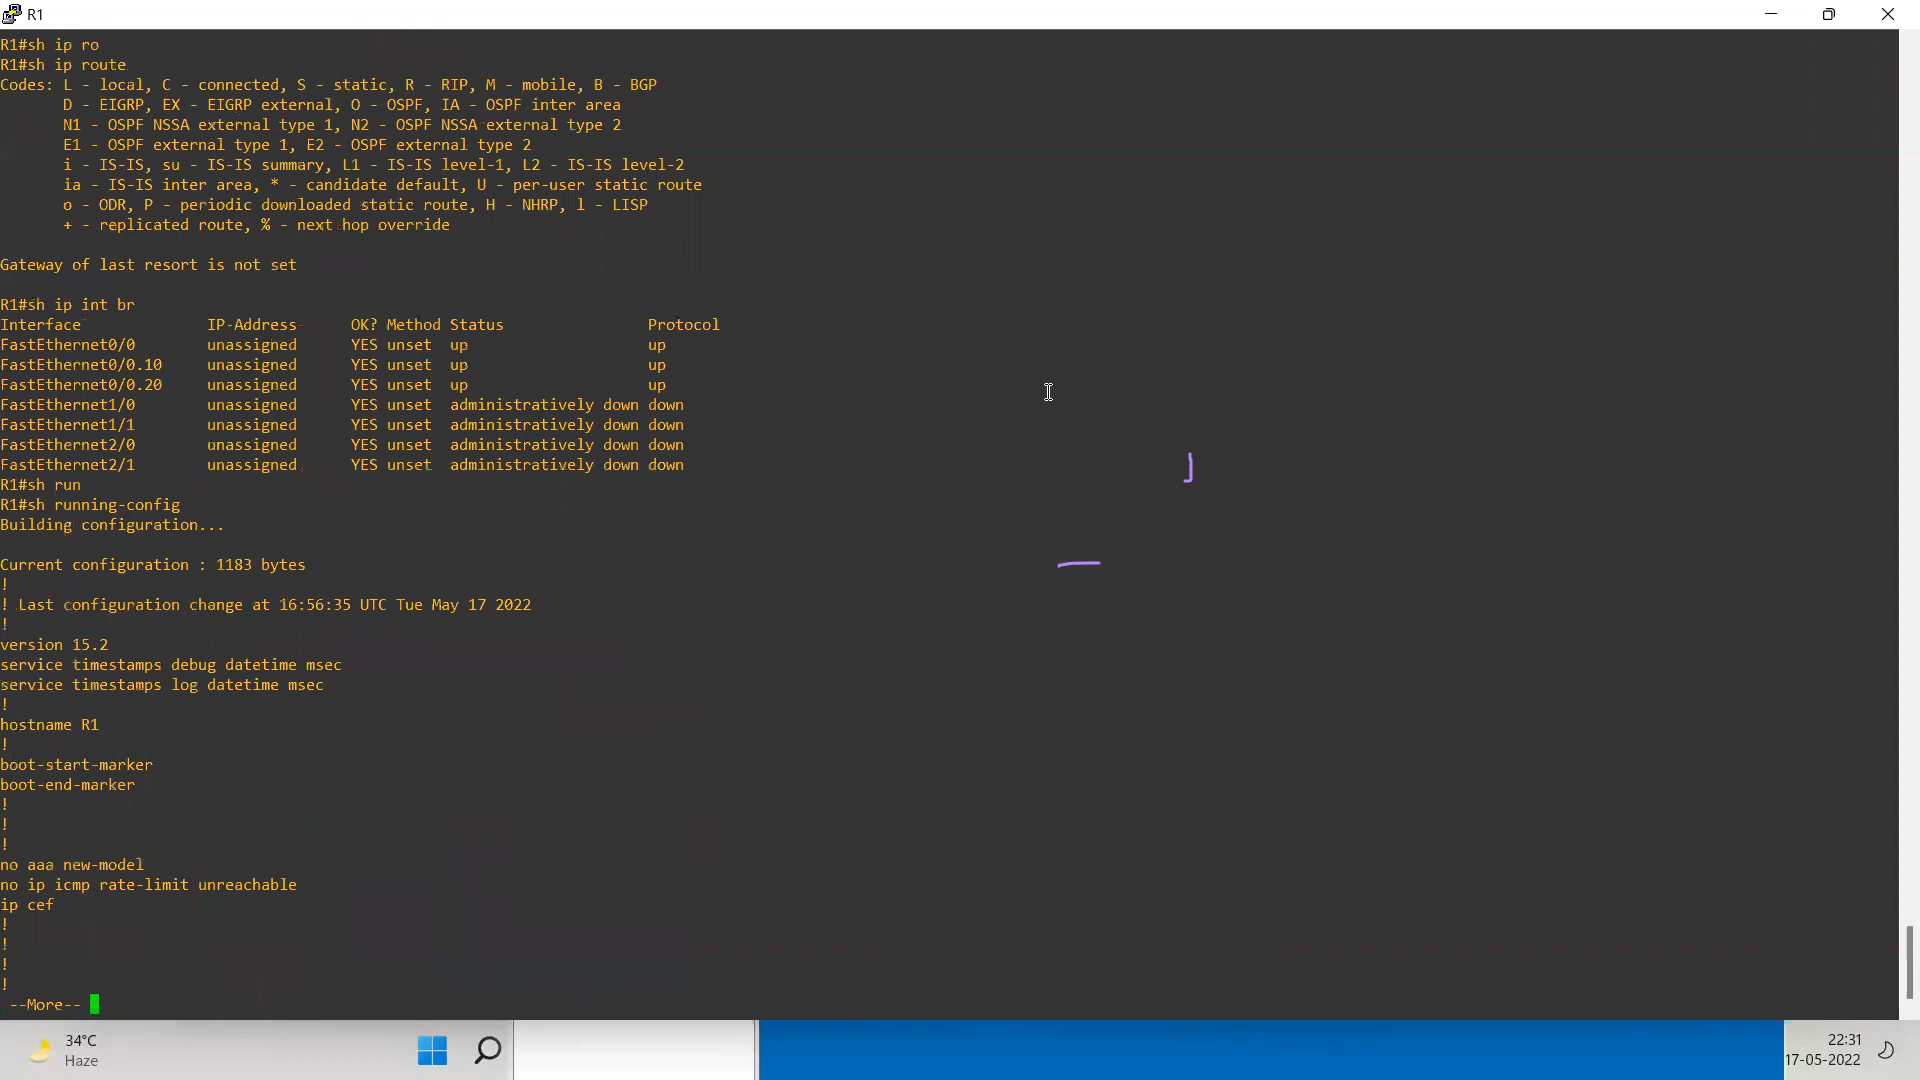 R1
R1#sh ip ro
R1#sh ip route
Codes: L - local, C - connected, S - static, R - RIP, M - mobile, B - BGP
       D - EIGRP, EX - EIGRP external, O - OSPF, IA - OSPF inter area
       N1 - OSPF NSSA external type 1, N2 - OSPF NSSA external type 2
       E1 - OSPF external type 1, E2 - OSPF external type 2
       i - IS-IS, su - IS-IS summary, L1 - IS-IS level-1, L2 - IS-IS level-2
       ia - IS-IS inter area, * - candidate default, U - per-user static route
       o - ODR, P - periodic downloaded static route, H - NHRP, l - LISP
       + - replicated route, % - next hop override
Gateway of last resort is not set
R1#sh ip int br
Interface              IP-Address      OK? Method Status                Protocol
FastEthernet0/0        unassigned      YES unset  up                    up
FastEthernet0/0.10     unassigned      YES unset  up                    up
FastEthernet0/0.20     unassigned      YES unset  up                    up
FastEthernet1/0        unassigned      YES unset  administratively down down
FastEthernet1/1        unassigned      YES unset  administratively down down
FastEthernet2/0        unassigned      YES unset  administratively down down
FastEthernet2/1        unassigned      YES unset  administratively down down
R1#sh run
R1#sh running-config
Building configuration...
Current configuration : 1183 bytes
!
! Last configuration change at 16:56:35 UTC Tue May 17 2022
!
version 15.2
service timestamps debug datetime msec
service timestamps log datetime msec
!
hostname R1
!
boot-start-marker
boot-end-marker
!
!
!
no aaa new-model
no ip icmp rate-limit unreachable
ip cef
!
!
!
!
--More--
34°C
Haze
22:31
17-05-2022